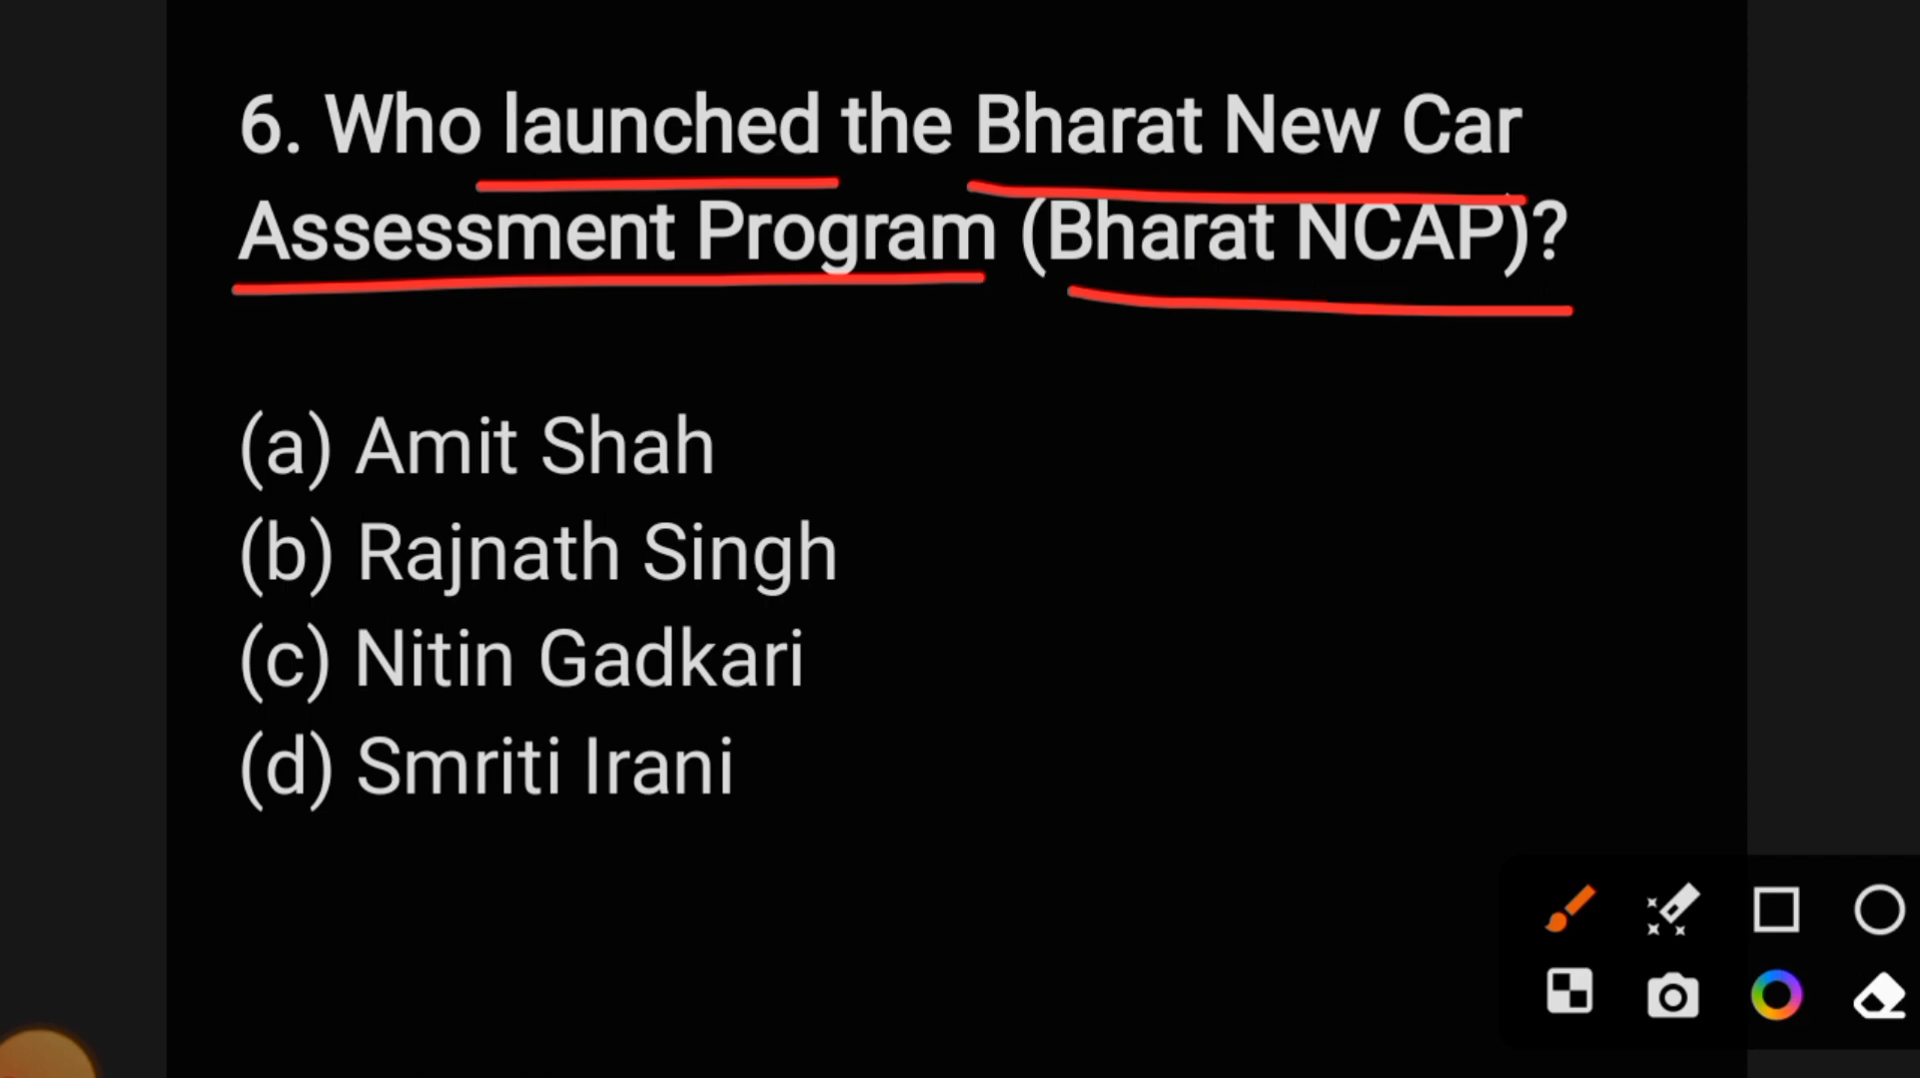 6. Who launched the Bharat New Car
Assessment Program (Bharat NCAP)?
(a) Amit Shah
(b) Rajnath Singh
(c) Nitin Gadkari
(d) Smriti Irani